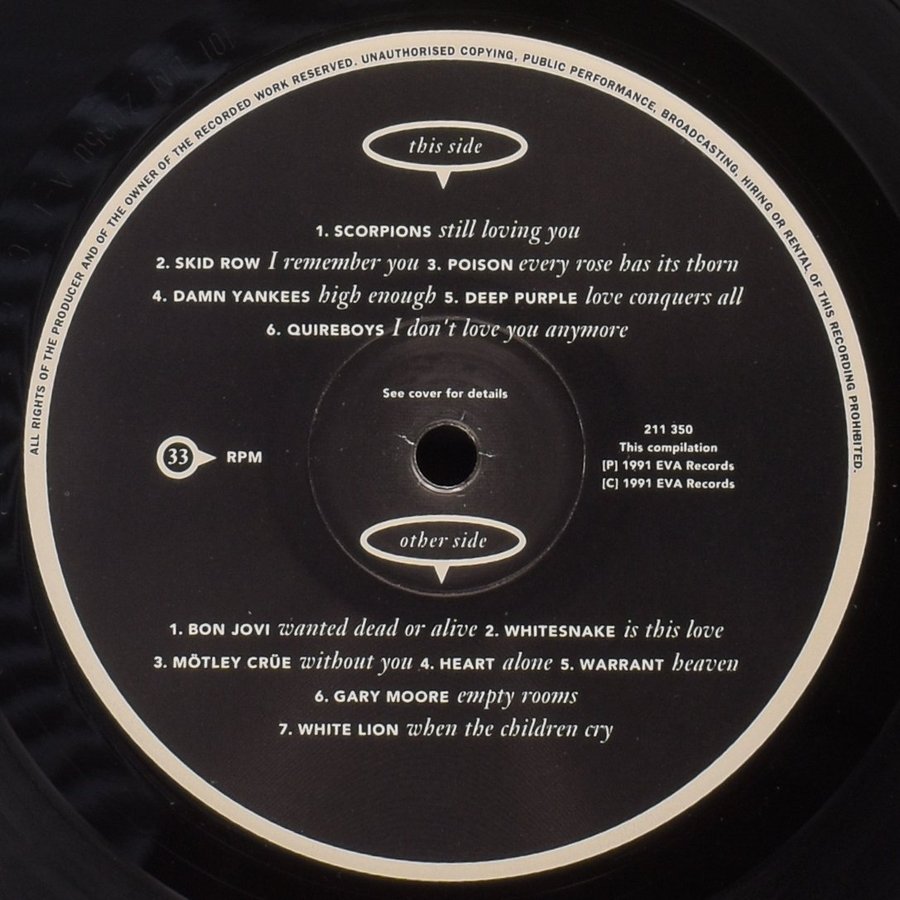 ALL RIGHTS OF THE PRODUCER AND OF THE OWNER OF THE RECORDED WORK RESERVED. UNAUTHORISED COPYING, PUBLIC PERFORMANCE, BROADCASTING, HIRING OR RENTAL OF THIS RECORDING PROHIBITED.
this side
1. SCORPIONS still loving you
2. SKID ROW I remember you 3. POISON every rose has its thorn
4. DAMN YANKEES high enough 5. DEEP PURPLE love conquers all
6. QUIREBOYS I don't love you anymore
See cover for details
33 RPM
211 350
This compilation
[P] 1991 EVA Records
[C] 1991 EVA Records
other side
1. BON JOVI wanted dead or alive 2. WHITESNAKE is this love
3. MÖTLEY CRÜE without you 4. HEART alone 5. WARRANT heaven
6. GARY MOORE empty rooms
7. WHITE LION when the children cry